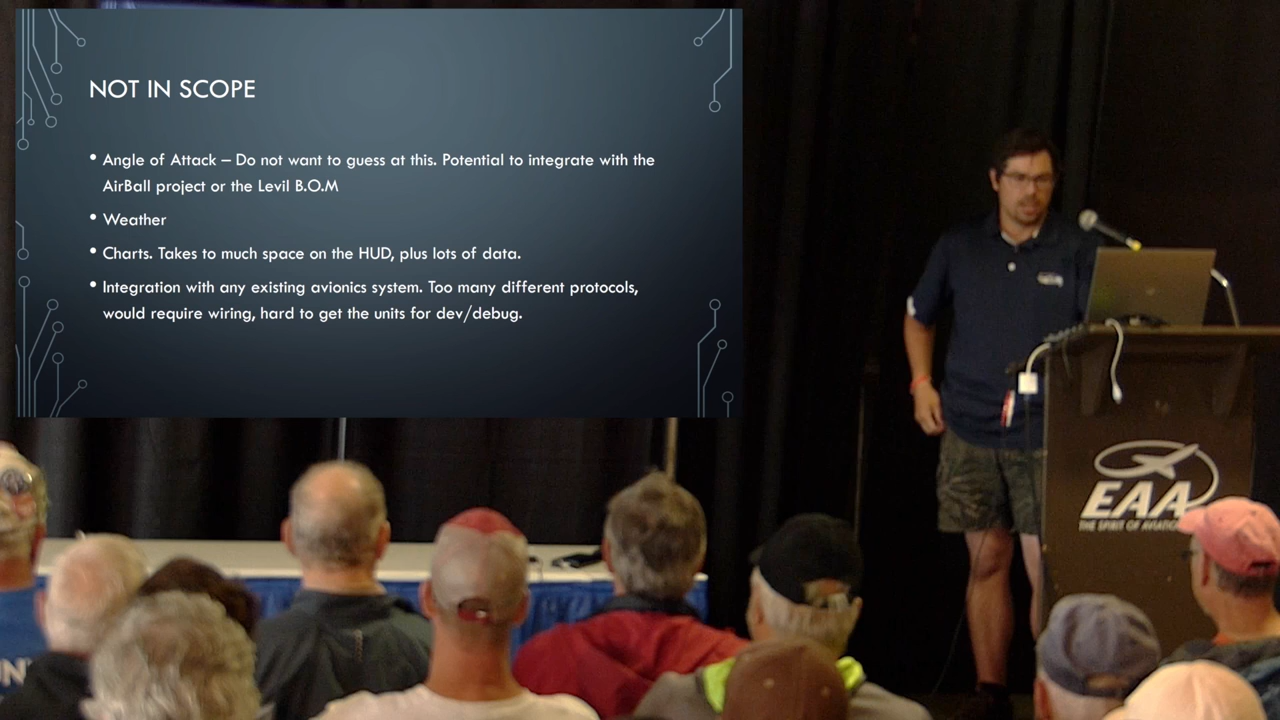 NOT IN SCOPE
• Angle of Attack – Do not want to guess at this. Potential to integrate with the
AirBall project or the Levil B.O.M
• Weather
• Charts. Takes to much space on the HUD, plus lots of data.
• Integration with any existing avionics system. Too many different protocols,
would require wiring, hard to get the units for dev/debug.
EAA
THE SPIRIT OF